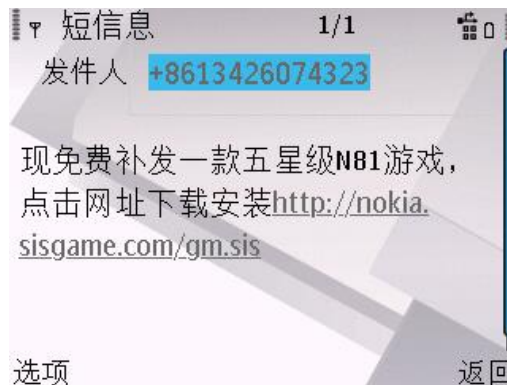 短信息 1/1
发件人 +8613426074323
现免费补发一款五星级N81游戏，
点击网址下载安装http://nokia.
sisgame.com/gm.sis
选项 返回